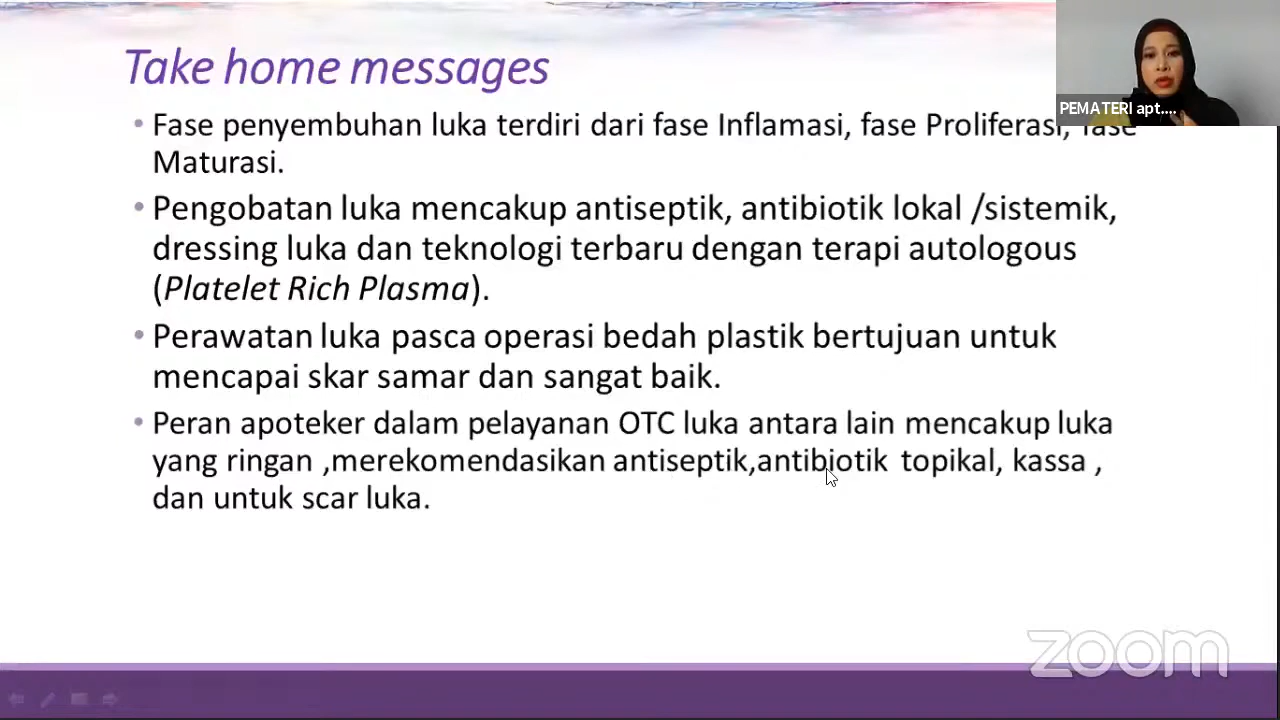 Take home messages
• Fase penyembuhan luka terdiri dari fase Inflamasi, fase Proliferasi, fase
Maturasi.
• Pengobatan luka mencakup antiseptik, antibiotik lokal /sistemik,
dressing luka dan teknologi terbaru dengan terapi autologous
(Platelet Rich Plasma).
• Perawatan luka pasca operasi bedah plastik bertujuan untuk
mencapai skar samar dan sangat baik.
• Peran apoteker dalam pelayanan OTC luka antara lain mencakup luka
yang ringan ,merekomendasikan antiseptik,antibiotik topikal, kassa ,
dan untuk scar luka.
PEMATERI apt....
zoom